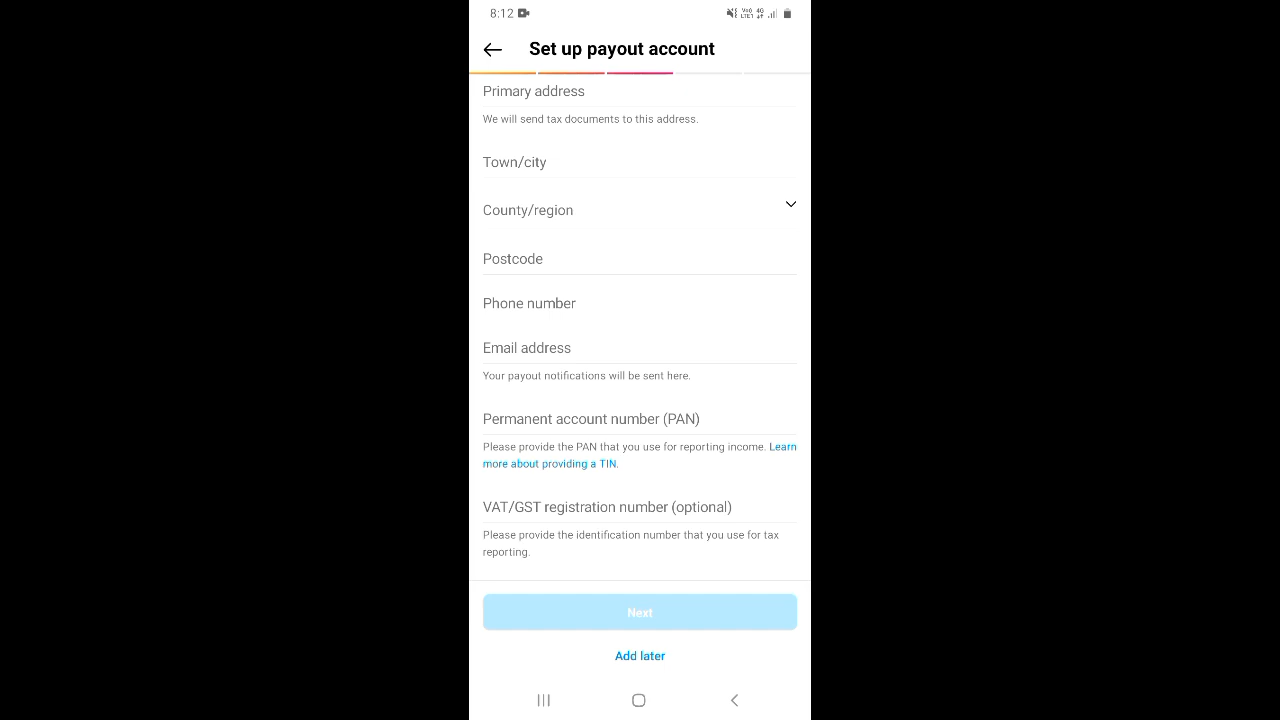 8:12
Set up payout account
Primary address
We will send tax documents to this address.
Town/city
County/region
Postcode
Phone number
Email address
Your payout notifications will be sent here.
Permanent account number (PAN)
Please provide the PAN that you use for reporting income. Learn
more about providing a TIN.
VAT/GST registration number (optional)
Please provide the identification number that you use for tax
reporting.
Next
Add later